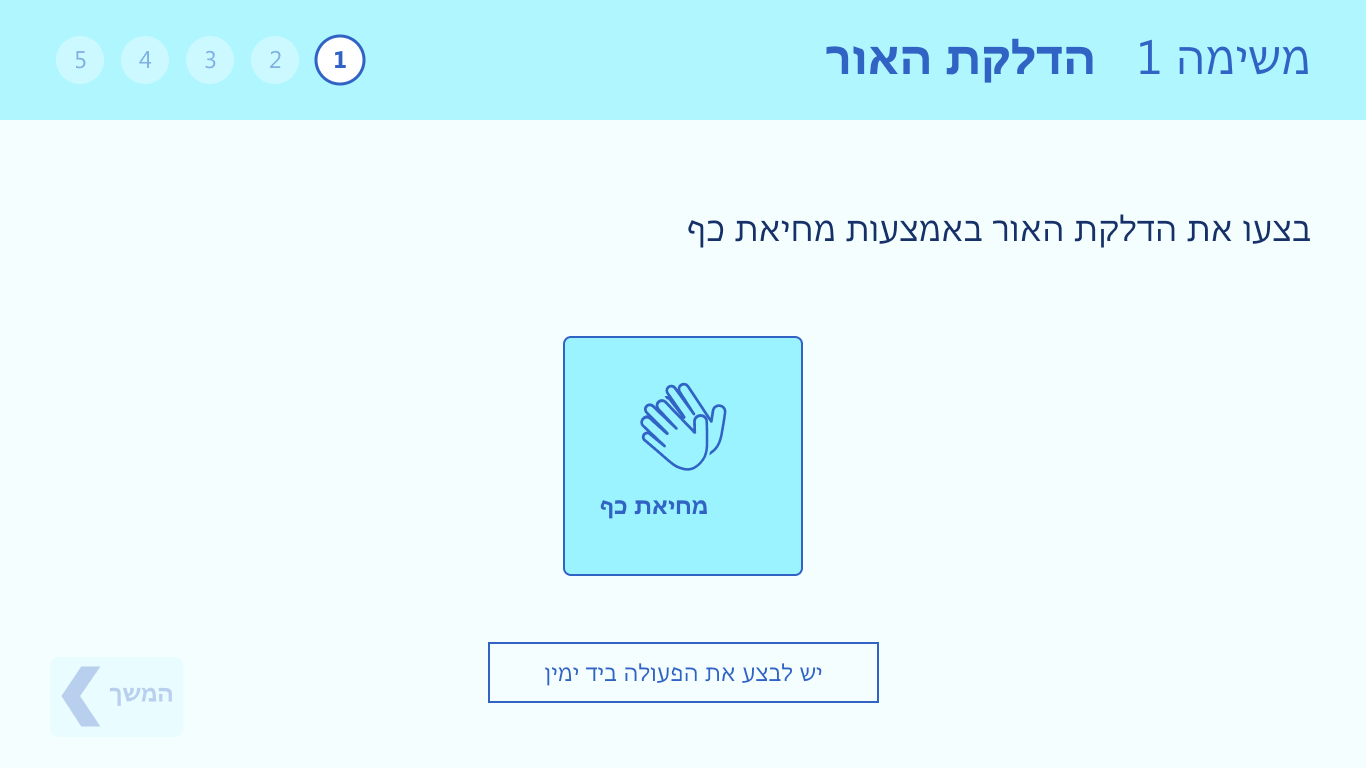 משימה 1 הדלקת האור
1 2 3 4 5
בצעו את הדלקת האור באמצעות מחיאת כף
מחיאת כף
יש לבצע את הפעולה ביד ימין
המשך